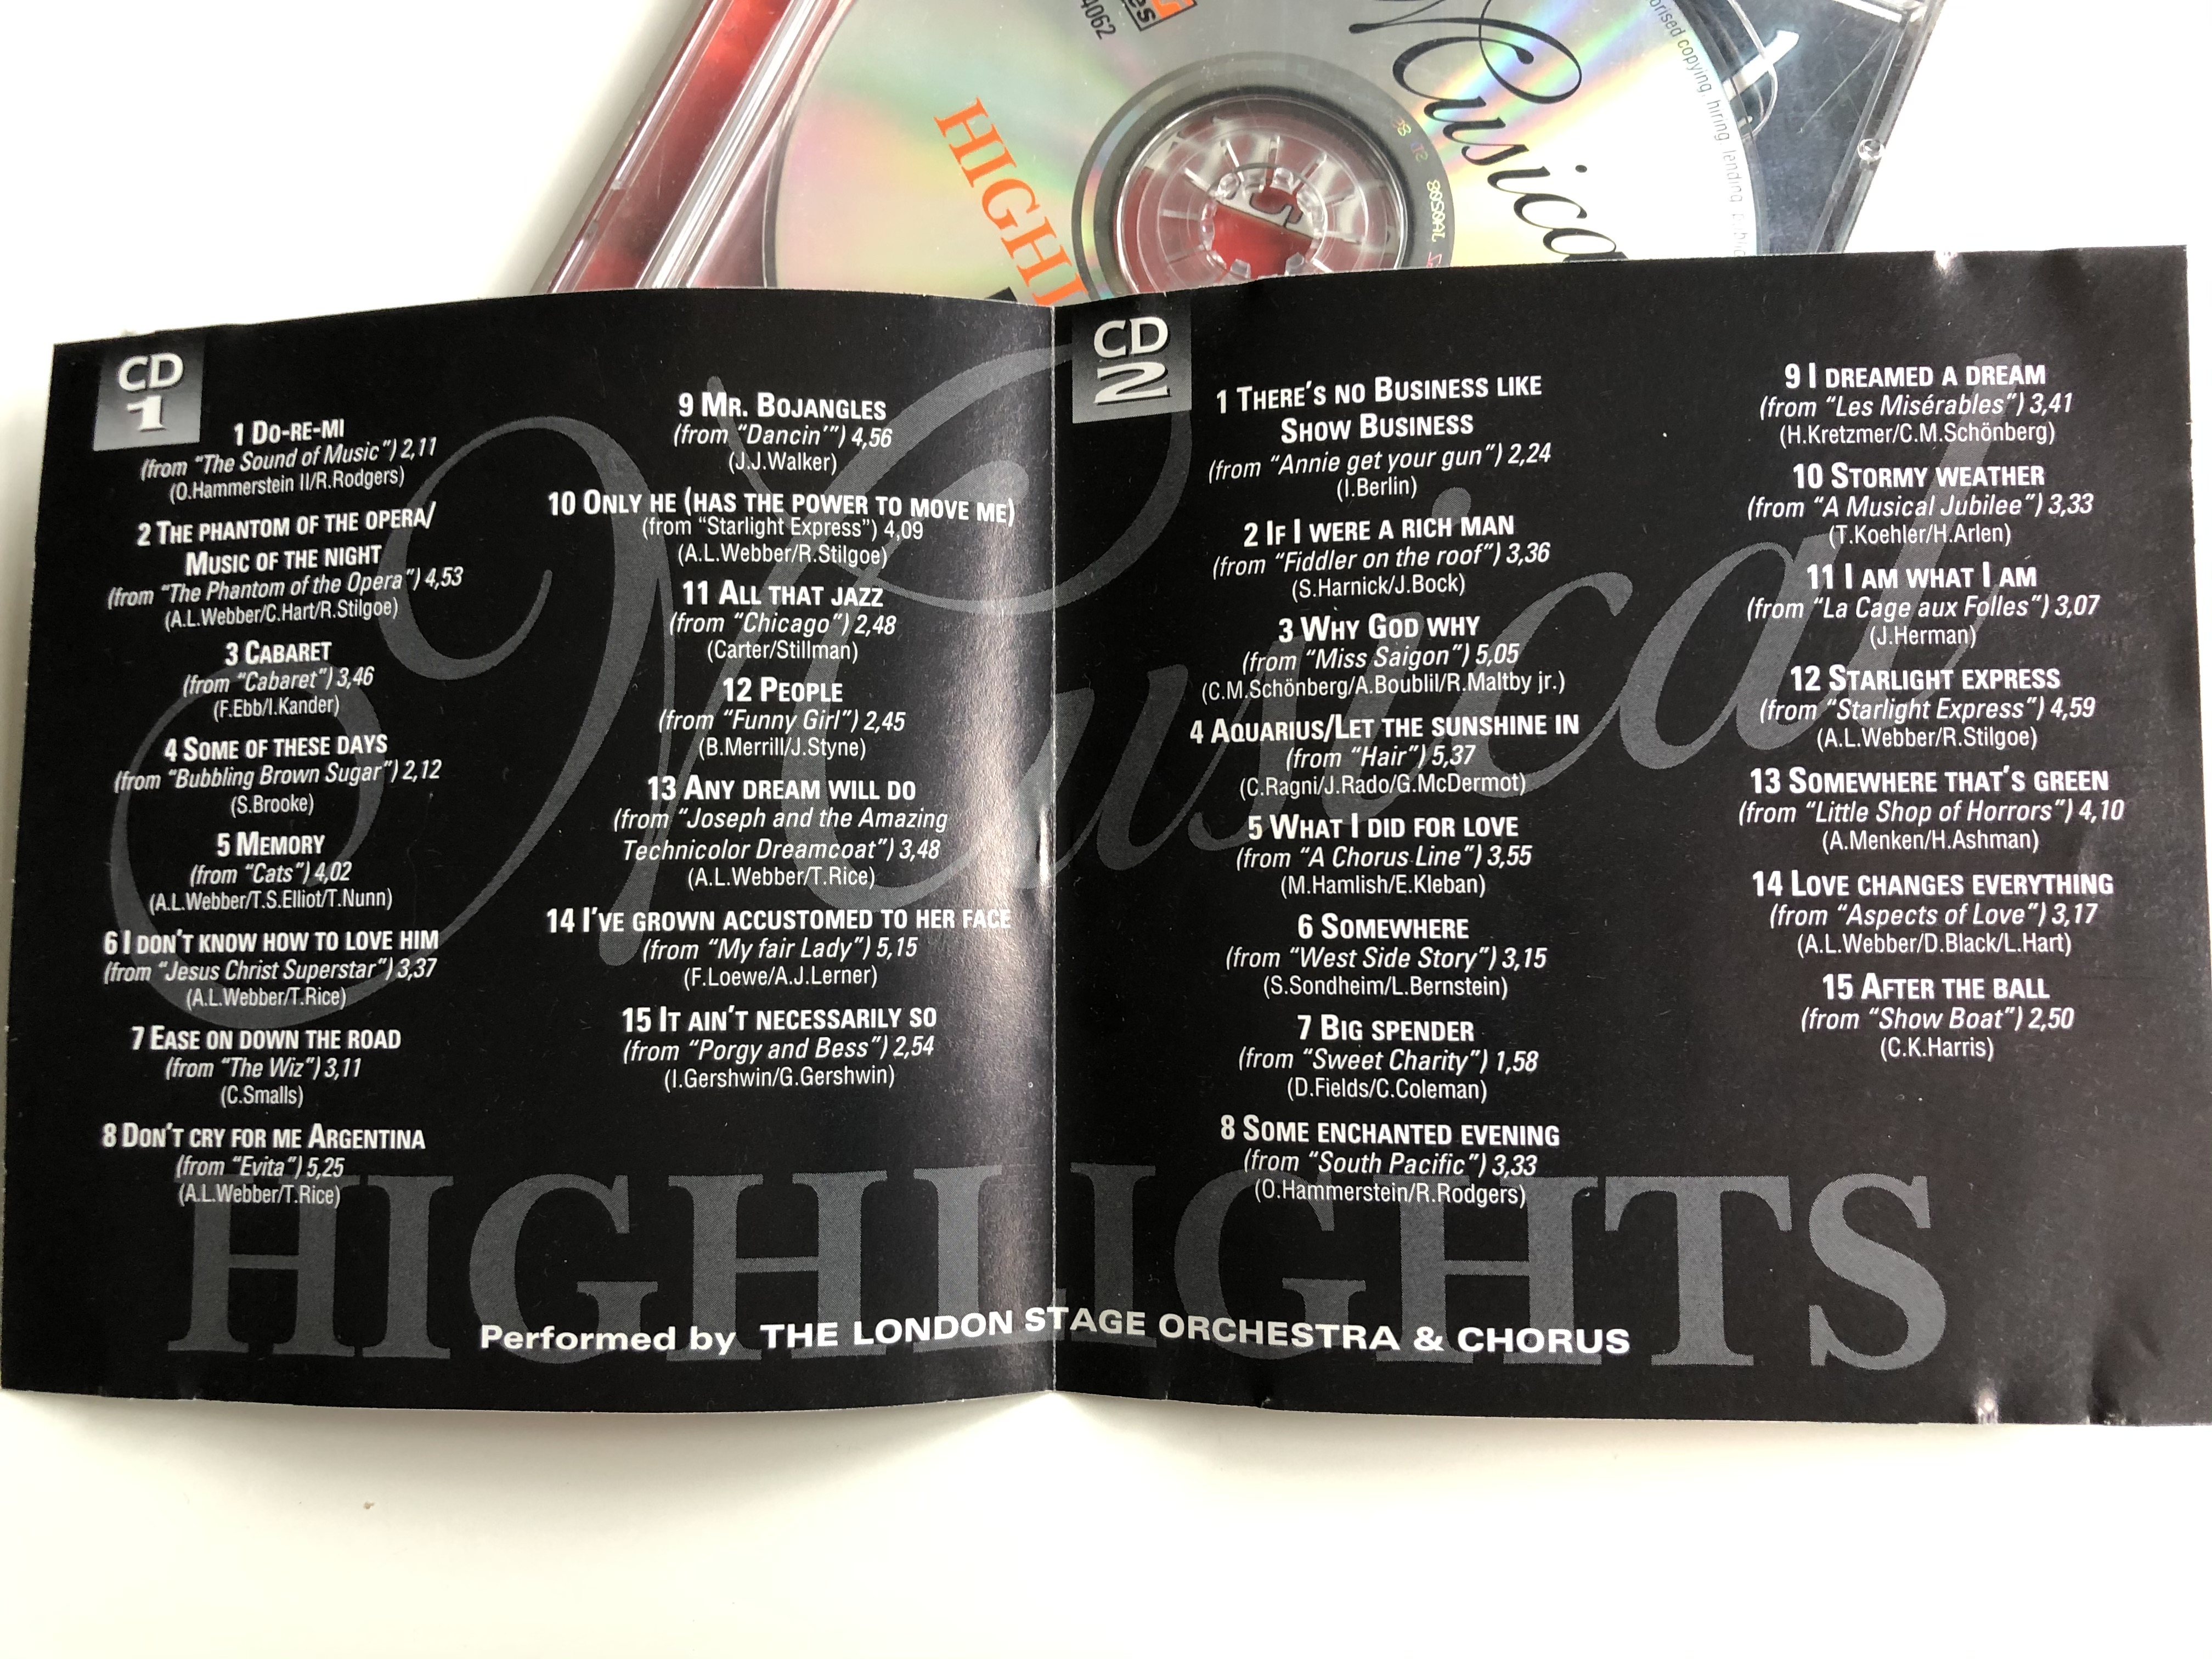 es
4062
Musica
HIGHLI
orised copying, hiring, lending,
CD
1
1 DO-RE-MI
(from "The Sound of Music") 2,11
(O.Hammerstein II/R.Rodgers)
2 THE PHANTOM OF THE OPERA/
MUSIC OF THE NIGHT
(from "The Phantom of the Opera") 4,53
(A.L.Webber/C.Hart/R.Stilgoe)
3 CABARET
(from "Cabaret") 3,46
(F.Ebb/I.Kander)
4 SOME OF THESE DAYS
(from "Bubbling Brown Sugar") 2,12
(S.Brooke)
5 MEMORY
(from "Cats") 4,02
(A.L.Webber/T.S.Elliot/T.Nunn)
6 I DON'T KNOW HOW TO LOVE HIM
(from "Jesus Christ Superstar") 3,37
(A.L.Webber/T.Rice)
7 EASE ON DOWN THE ROAD
(from "The Wiz") 3,11
(C.Smalls)
8 DON'T CRY FOR ME ARGENTINA
(from "Evita") 5,25
(A.L.Webber/T.Rice)
9 MR. BOJANGLES
(from "Dancin'") 4,56
(J.J.Walker)
10 ONLY HE (HAS THE POWER TO MOVE ME)
(from "Starlight Express") 4,09
(A.L.Webber/R.Stilgoe)
11 ALL THAT JAZZ
(from "Chicago") 2,48
(Carter/Stillman)
12 PEOPLE
(from "Funny Girl") 2,45
(B.Merrill/J.Styne)
13 ANY DREAM WILL DO
(from "Joseph and the Amazing
Technicolor Dreamcoat") 3,48
(A.L.Webber/T.Rice)
14 I'VE GROWN ACCUSTOMED TO HER FACE
(from "My fair Lady") 5,15
(F.Loewe/A.J.Lerner)
15 IT AIN'T NECESSARILY SO
(from "Porgy and Bess") 2,54
(I.Gershwin/G.Gershwin)
CD
2
1 THERE'S NO BUSINESS LIKE
SHOW BUSINESS
(from "Annie get your gun") 2,24
(I.Berlin)
2 IF I WERE A RICH MAN
(from "Fiddler on the roof") 3,36
(S.Harnick/J.Bock)
3 WHY GOD WHY
(from "Miss Saigon") 5,05
(C.M.Schönberg/A.Boublil/R.Maltby jr.)
4 AQUARIUS/LET THE SUNSHINE IN
(from "Hair") 5,37
(C.Ragni/J.Rado/G.McDermot)
5 WHAT I DID FOR LOVE
(from "A Chorus Line") 3,55
(M.Hamlish/E.Kleban)
6 SOMEWHERE
(from "West Side Story") 3,15
(S.Sondheim/L.Bernstein)
7 BIG SPENDER
(from "Sweet Charity") 1,58
(D.Fields/C.Coleman)
8 SOME ENCHANTED EVENING
(from "South Pacific") 3,33
(O.Hammerstein/R.Rodgers)
9 I DREAMED A DREAM
(from "Les Misérables") 3,41
(H.Kretzmer/C.M.Schönberg)
10 STORMY WEATHER
(from "A Musical Jubilee") 3,33
(T.Koehler/H.Arlen)
11 I AM WHAT I AM
(from "La Cage aux Folles") 3,07
(J.Herman)
12 STARLIGHT EXPRESS
(from "Starlight Express") 4,59
(A.L.Webber/R.Stilgoe)
13 SOMEWHERE THAT'S GREEN
(from "Little Shop of Horrors") 4,10
(A.Menken/H.Ashman)
14 LOVE CHANGES EVERYTHING
(from "Aspects of Love") 3,17
(A.L.Webber/D.Black/L.Hart)
15 AFTER THE BALL
(from "Show Boat") 2,50
(C.K.Harris)
Musical
HIGHLIGHTS
Performed by THE LONDON STAGE ORCHESTRA & CHORUS